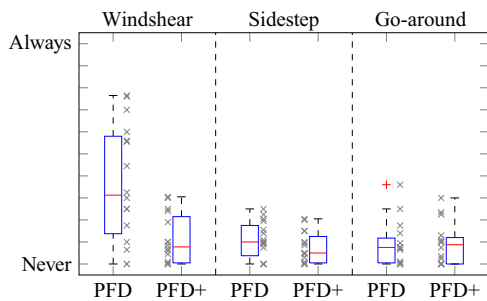 Windshear Sidestep Go-around
Always
Never
PFD PFD+ PFD PFD+ PFD PFD+